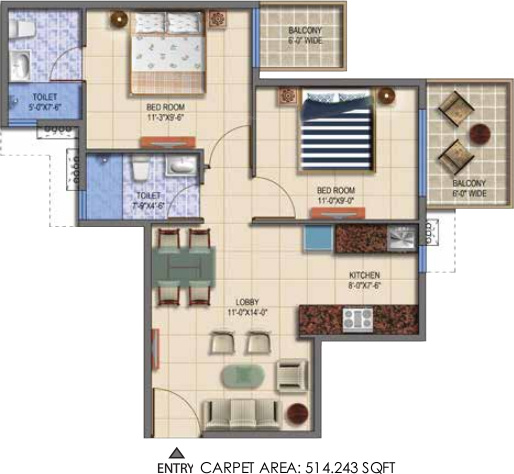 BALCONY
6'-0" WIDE
TOILET
5'-0"X7'-6"
BED ROOM
11'-3"X9'-6"
BED ROOM
11'-0"X9'-0"
BALCONY
6'-0" WIDE
TOILET
7'-9"X4'-6"
KITCHEN
8'-0"X7'-6"
LOBBY
11'-0"X14'-0"
ENTRY CARPET AREA: 514.243 SQFT